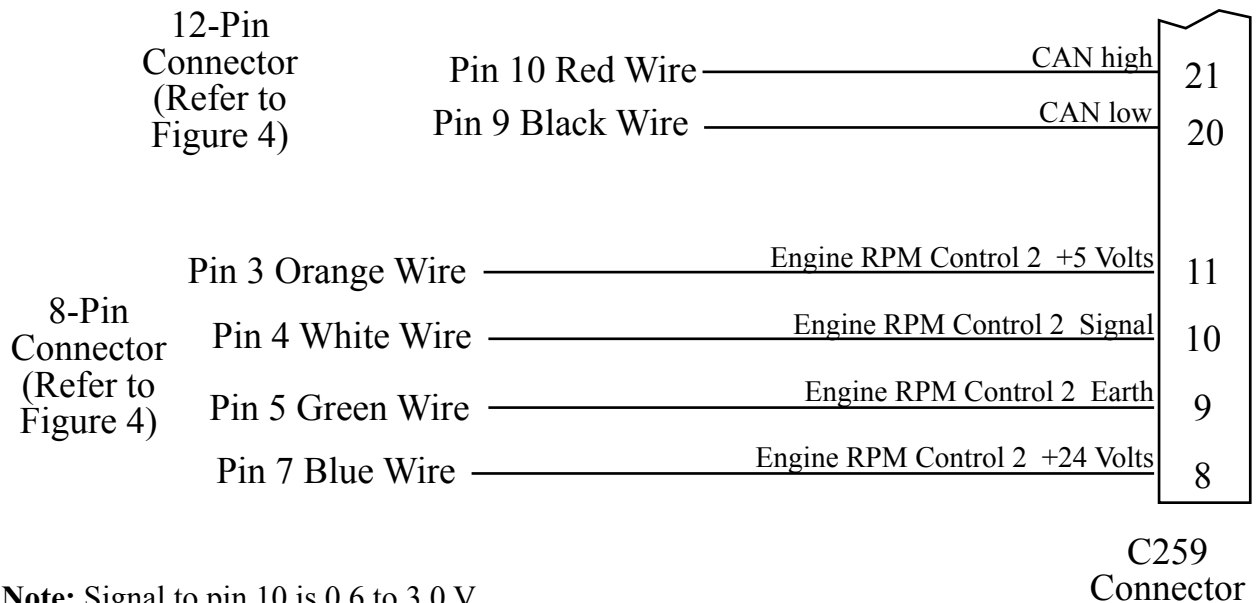 12-Pin
Connector
(Refer to
Figure 4)
Pin 10 Red Wire CAN high 21
Pin 9 Black Wire CAN low 20
8-Pin
Connector
(Refer to
Figure 4)
Pin 3 Orange Wire Engine RPM Control 2 +5 Volts 11
Pin 4 White Wire Engine RPM Control 2 Signal 10
Pin 5 Green Wire Engine RPM Control 2 Earth 9
Pin 7 Blue Wire Engine RPM Control 2 +24 Volts 8
C259
Connector
Note: Signal to pin 10 is 0.6 to 3.0 V